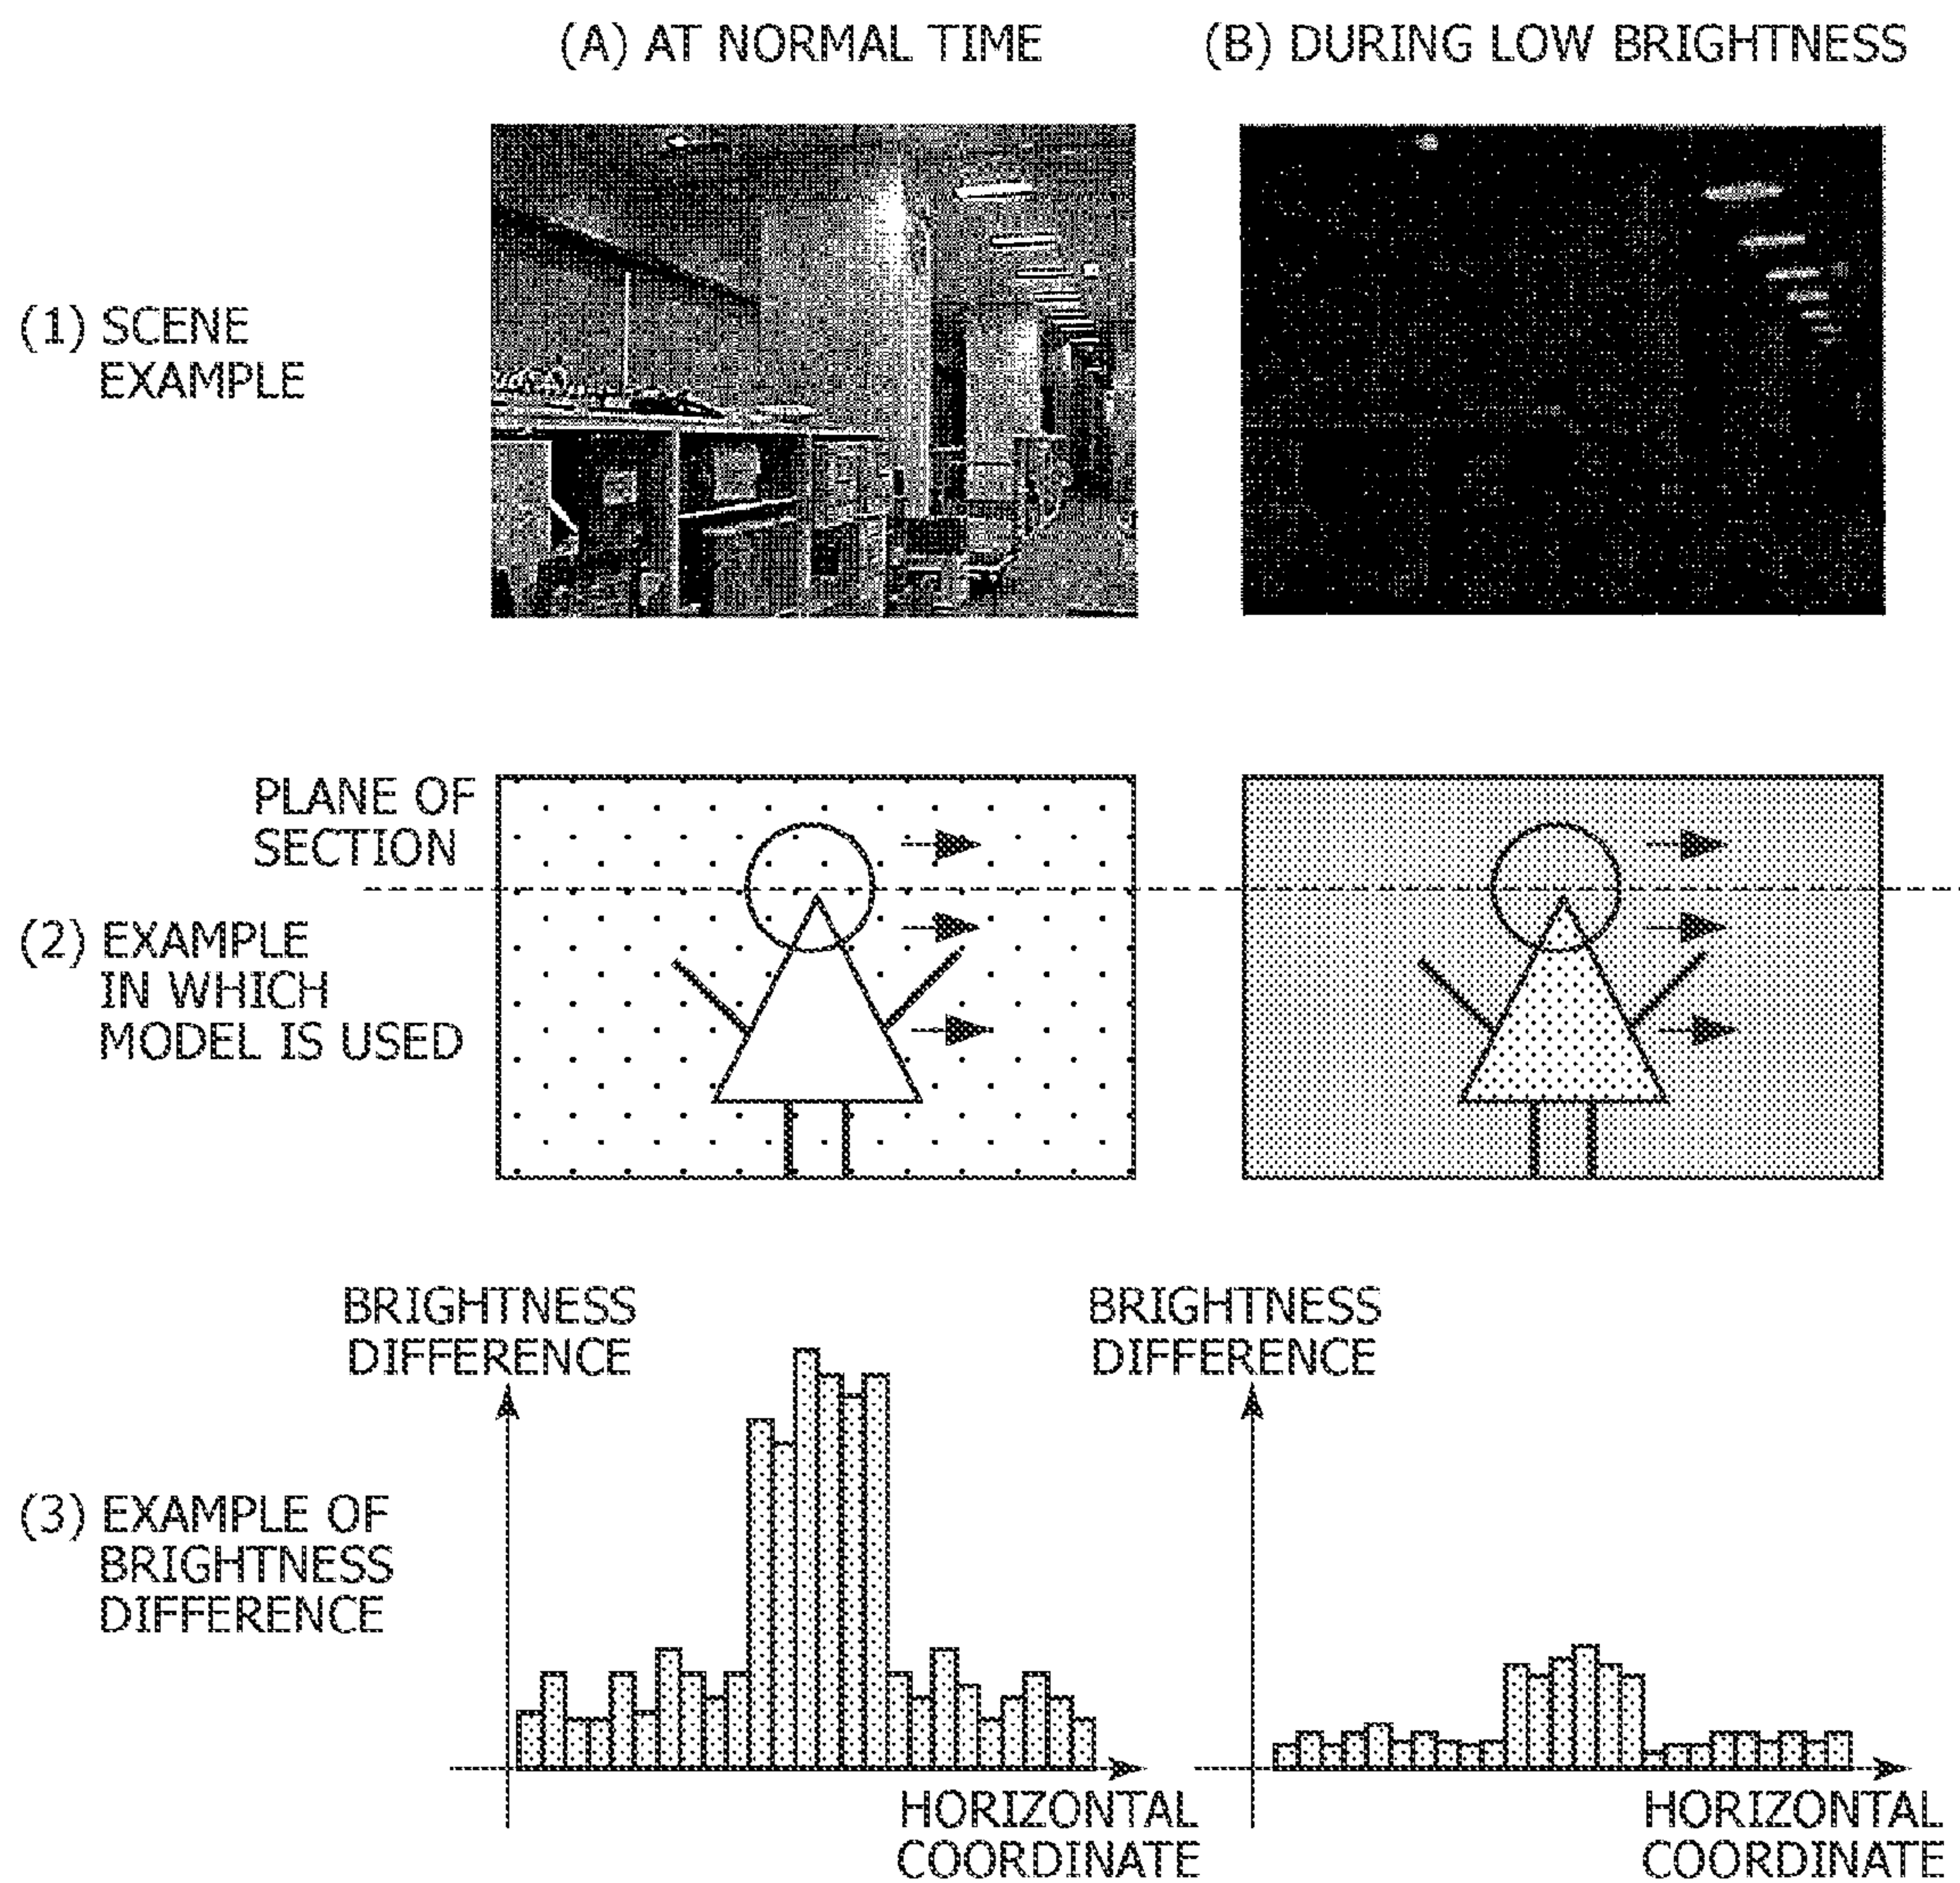 (A) AT NORMAL TIME
(B) DURING LOW BRIGHTNESS
(1) SCENE
EXAMPLE
PLANE OF
SECTION
(2) EXAMPLE
IN WHICH
MODEL IS USED
BRIGHTNESS
DIFFERENCE
BRIGHTNESS
DIFFERENCE
(3) EXAMPLE OF
BRIGHTNESS
DIFFERENCE
HORIZONTAL
COORDINATE
HORIZONTAL
COORDINATE